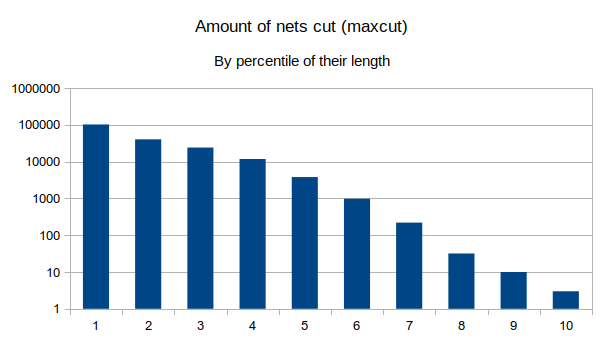 Amount of nets cut (maxcut)
By percentile of their length
1000000
100000
10000
1000
100
10
1
1 2 3 4 5 6 7 8 9 10